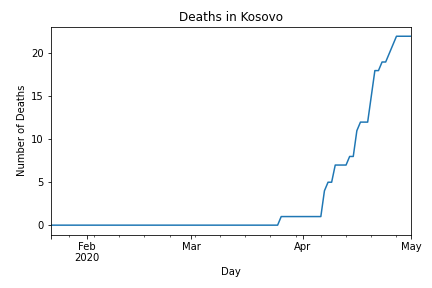 Deaths in Kosovo
Number of Deaths
20
15
10
5
0
Feb
2020
Mar
Apr
May
Day